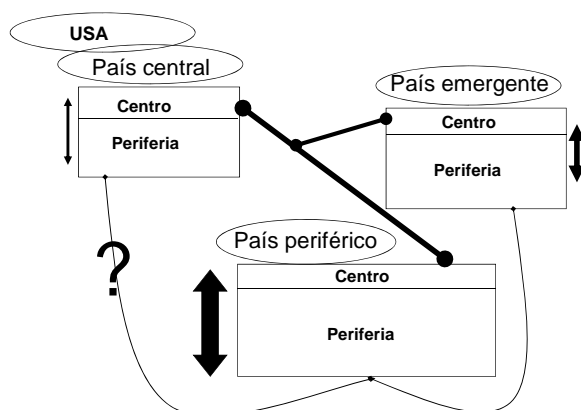 USA
País central
Centro
Periferia
País emergente
Centro
Periferia
?
País periférico
Centro
Periferia